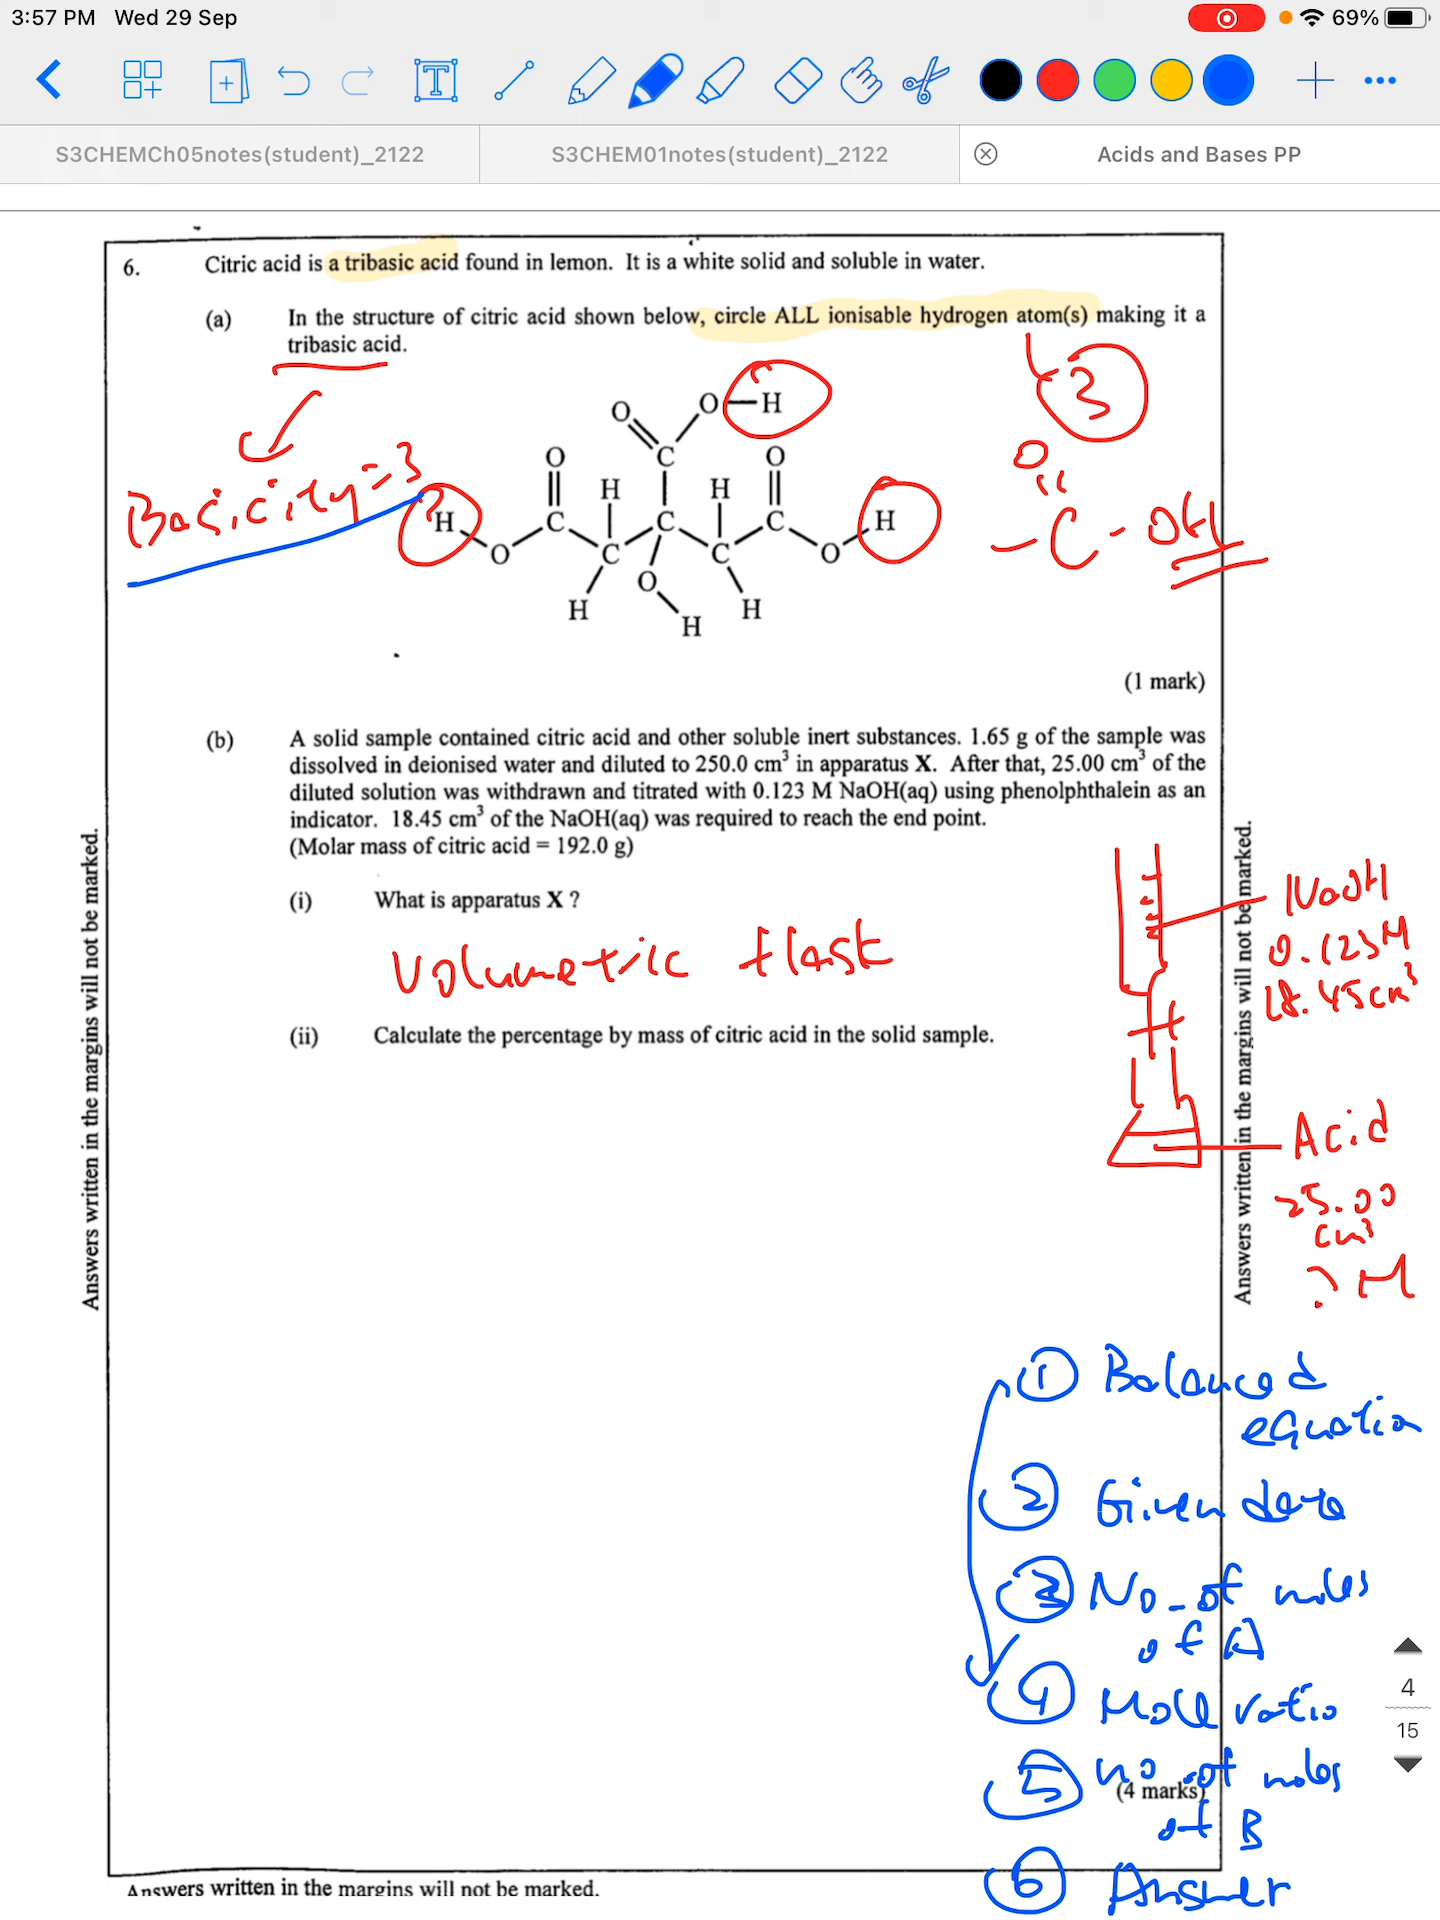 3:57 PM Wed 29 Sep
69%
S3CHEMCh05notes(student)_2122
S3CHEM01notes(student)_2122
Acids and Bases PP
6. Citric acid is a tribasic acid found in lemon. It is a white solid and soluble in water.
(a) In the structure of citric acid shown below, circle ALL ionisable hydrogen atom(s) making it a
tribasic acid.
3
Basicity=3
O
O—H
O
C
O
H
H
H
C
C
C
H
O
C
C
O
H
O
H
H
O
-C-OH
(1 mark)
(b) A solid sample contained citric acid and other soluble inert substances. 1.65 g of the sample was
dissolved in deionised water and diluted to 250.0 cm³ in apparatus X. After that, 25.00 cm³ of the
diluted solution was withdrawn and titrated with 0.123 M NaOH(aq) using phenolphthalein as an
indicator. 18.45 cm³ of the NaOH(aq) was required to reach the end point.
(Molar mass of citric acid = 192.0 g)
(i) What is apparatus X ?
Volumetric flask
NaOH
0.123M
18.45cm³
(ii) Calculate the percentage by mass of citric acid in the solid sample.
Acid
25.00
cm³
? M
① Balanced
equation
② Given data
③ No. of moles
of A
④ Mole ratio
⑤ no. of moles
(4 marks)
of B
⑥ Answer
4
15
Answers written in the margins will not be marked.
Answers written in the margins will not be marked.
Answers written in the margins will not be marked.